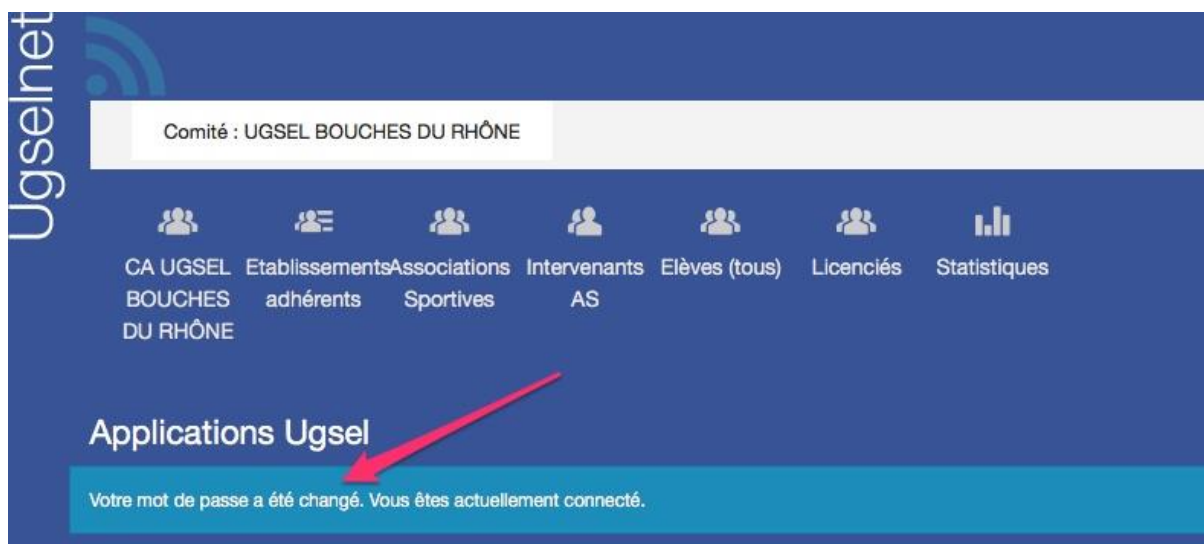 Ugselnet
Comité : UGSEL BOUCHES DU RHÔNE
CA UGSEL
BOUCHES
DU RHÔNE
Etablissements
adhérents
Associations
Sportives
Intervenants
AS
Elèves (tous)
Licenciés
Statistiques
Applications Ugsel
Votre mot de passe a été changé. Vous êtes actuellement connecté.